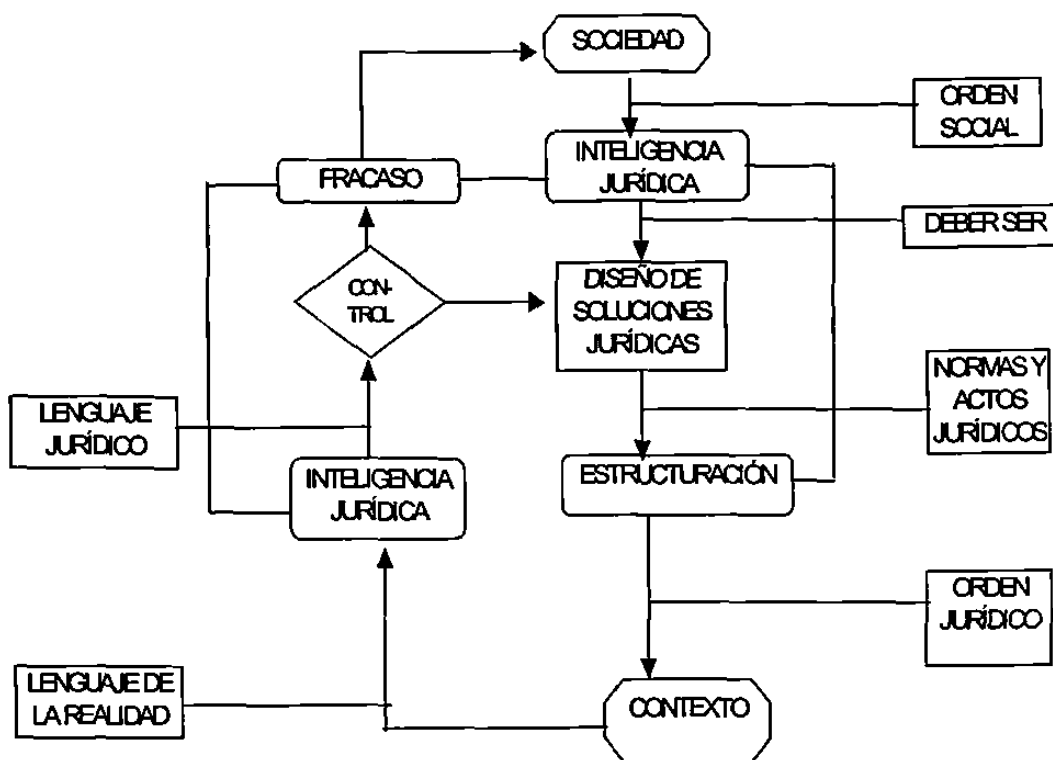 SOCIEDAD
ORDEN
SOCIAL
INTELIGENCIA
JURÍDICA
FRACASO
DEBER SER
DISEÑO DE
SOLUCIONES
JURÍDICAS
CON-
TROL
NORMAS Y
ACTOS
JURÍDICOS
LENGUAJE
JURÍDICO
ESTRUCTURACIÓN
INTELIGENCIA
JURÍDICA
ORDEN
JURÍDICO
LENGUAJE DE
LA REALIDAD
CONTEXTO